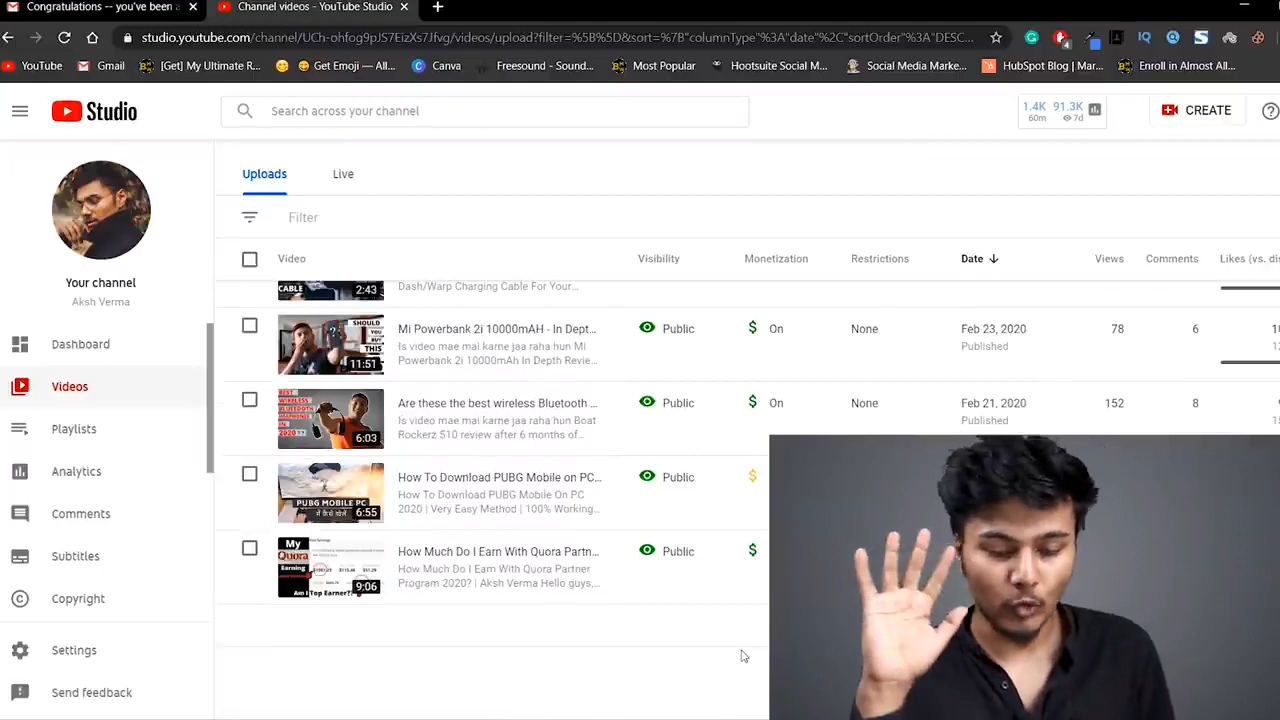 Congratulations -- you've been a
Channel videos - YouTube Studio
studio.youtube.com/channel/UCh-ohfog9pJS7EizXs7Jfvg/videos/upload?filter=%5B%5D&sort=%7B"columnType"%3A"date"%2C"sortOrder"%3A"DESC...
YouTube
Gmail
[Get] My Ultimate R...
Get Emoji — All...
Canva
Freesound - Sound...
Most Popular
Hootsuite Social M...
Social Media Marke...
HubSpot Blog | Mar...
Enroll in Almost All...
Studio
Search across your channel
1.4K 91.3K
60m 7d
CREATE
Your channel
Aksh Verma
Dashboard
Videos
Playlists
Analytics
Comments
Subtitles
Copyright
Settings
Send feedback
Uploads Live
Filter
Video Visibility Monetization Restrictions Date Views Comments Likes (vs. di
CABLE
2:43
Dash/Warp Charging Cable For Your...
SHOULD
YOU
BUY
THIS
11:51
Mi Powerbank 2i 10000mAH - In Dept...
Is video mae mai karne jaa raha hun Mi
Powerbank 2i 10000mAh In Depth Revie...
Public On None Feb 23, 2020 78 6
Published
BEST
WIRELESS
BLUETOOTH
IN
2020
6:03
Are these the best wireless Bluetooth ...
Is video mae mai karne jaa raha hun Boat
Rockerz 510 review after 6 months of...
Public On None Feb 21, 2020 152 8
Published
PUBG MOBILE PC
6:55
How To Download PUBG Mobile on PC...
How To Download PUBG Mobile On PC
2020 | Very Easy Method | 100% Working...
Public
My
Quora
Earning
Am I Top Earner??
9:06
How Much Do I Earn With Quora Partn...
How Much Do I Earn With Quora Partner
Program 2020? | Aksh Verma Hello guys,...
Public